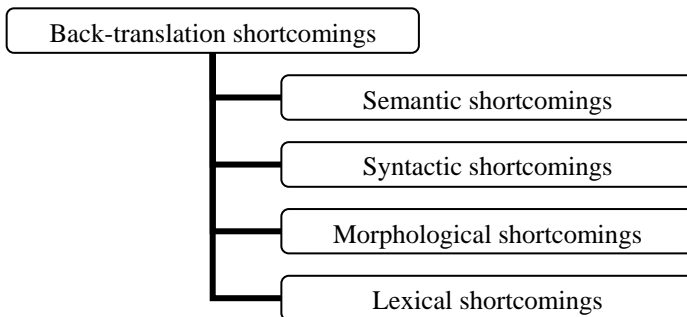 Back-translation shortcomings
Semantic shortcomings
Syntactic shortcomings
Morphological shortcomings
Lexical shortcomings